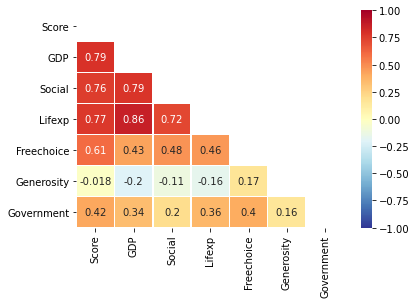 Score
GDP 0.79
Social 0.76 0.79
Lifexp 0.77 0.86 0.72
Freechoice 0.61 0.43 0.48 0.46
Generosity -0.018 -0.2 -0.11 -0.16 0.17
Government 0.42 0.34 0.2 0.36 0.4 0.16
Score GDP Social Lifexp Freechoice Generosity Government
1.00
0.75
0.50
0.25
0.00
−0.25
−0.50
−0.75
−1.00